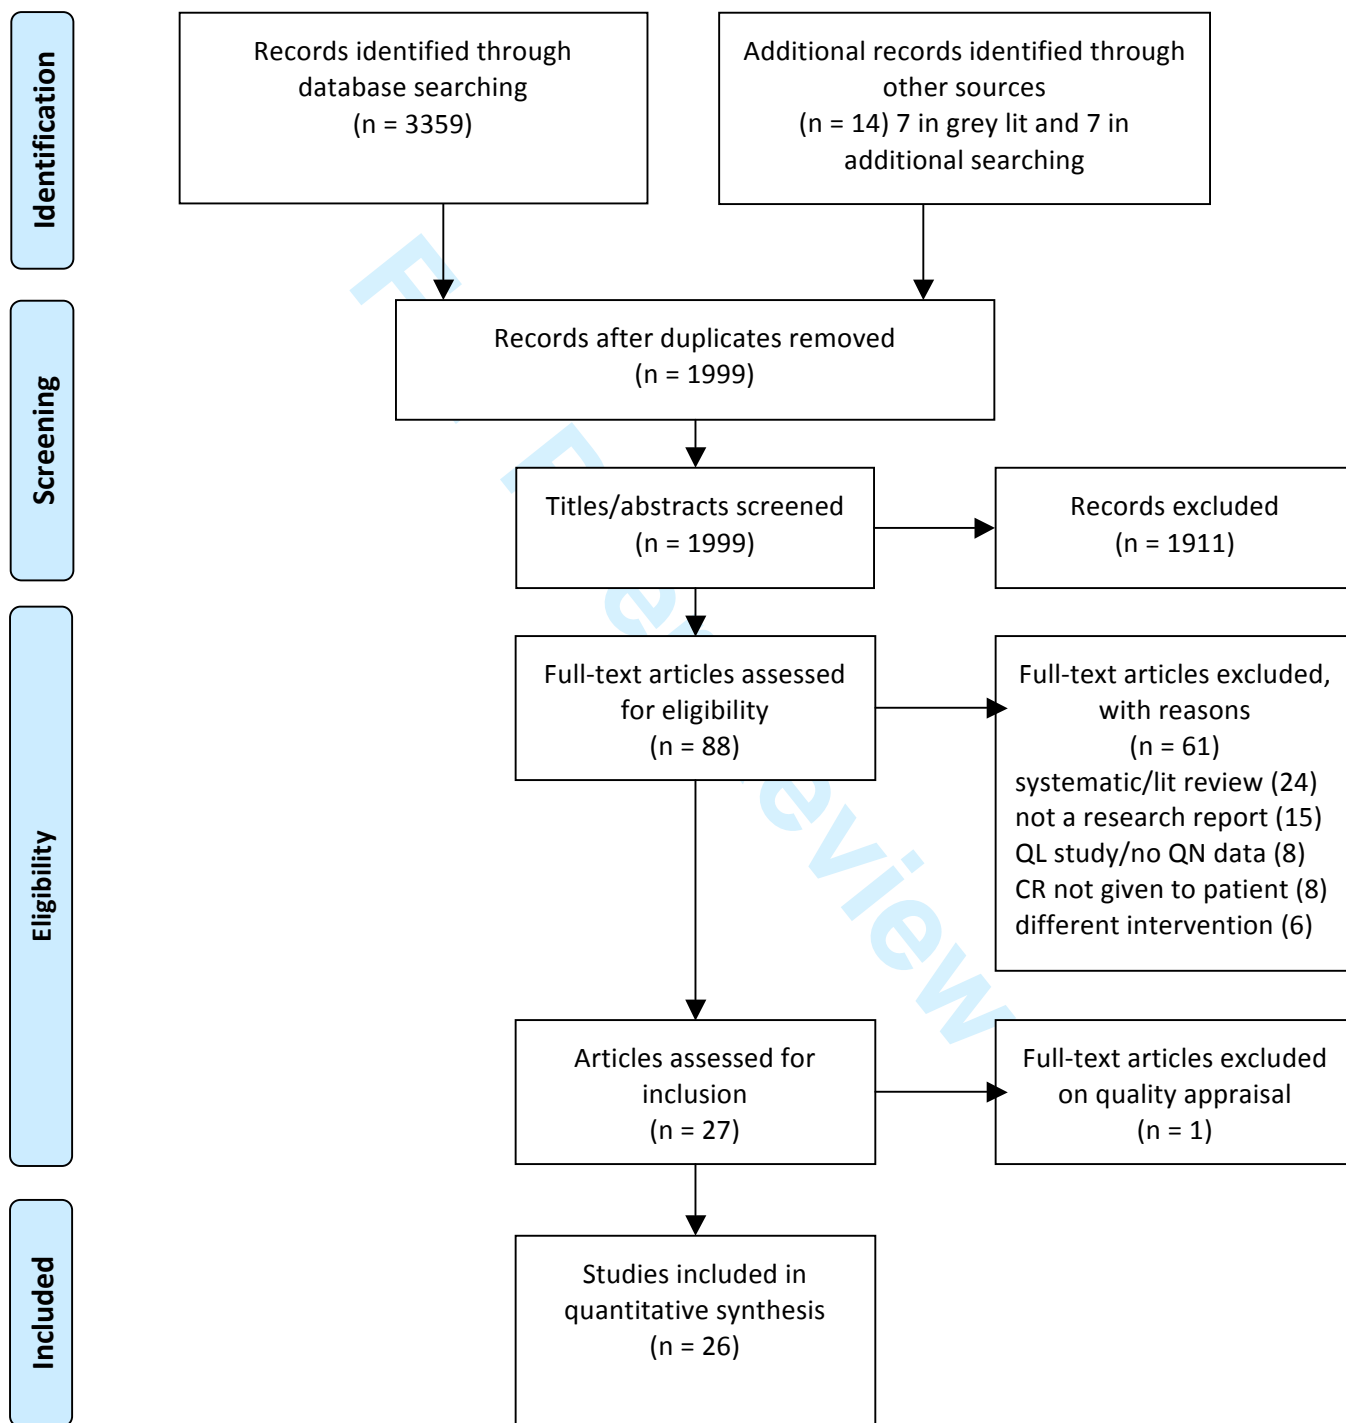 Identification
Records identified through
database searching
(n = 3359)
Additional records identified through
other sources
(n = 14) 7 in grey lit and 7 in
additional searching
Screening
Records after duplicates removed
(n = 1999)
Titles/abstracts screened
(n = 1999)
Records excluded
(n = 1911)
Eligibility
Full-text articles assessed
for eligibility
(n = 88)
Full-text articles excluded,
with reasons
(n = 61)
systematic/lit review (24)
not a research report (15)
QL study/no QN data (8)
CR not given to patient (8)
different intervention (6)
Articles assessed for
inclusion
(n = 27)
Full-text articles excluded
on quality appraisal
(n = 1)
Included
Studies included in
quantitative synthesis
(n = 26)